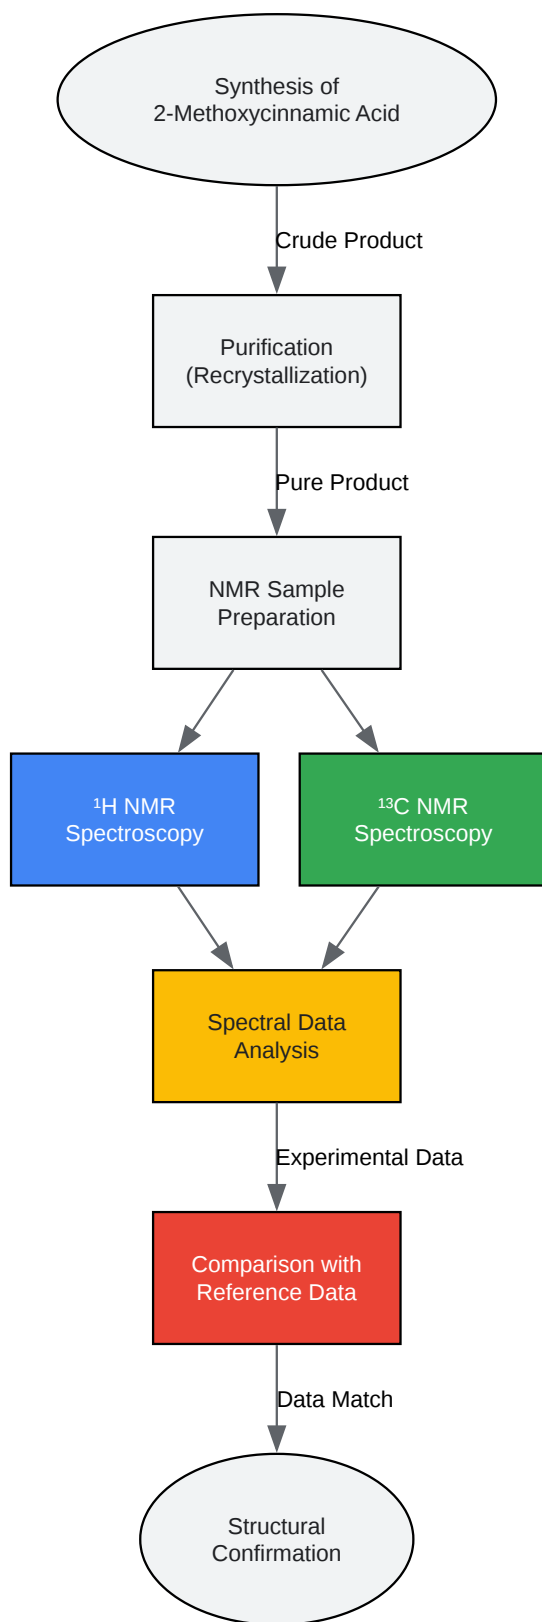 Synthesis of
2-Methoxycinnamic Acid
Crude Product
Purification
(Recrystallization)
Pure Product
NMR Sample
Preparation
¹H NMR
Spectroscopy
¹³C NMR
Spectroscopy
Spectral Data
Analysis
Experimental Data
Comparison with
Reference Data
Data Match
Structural
Confirmation